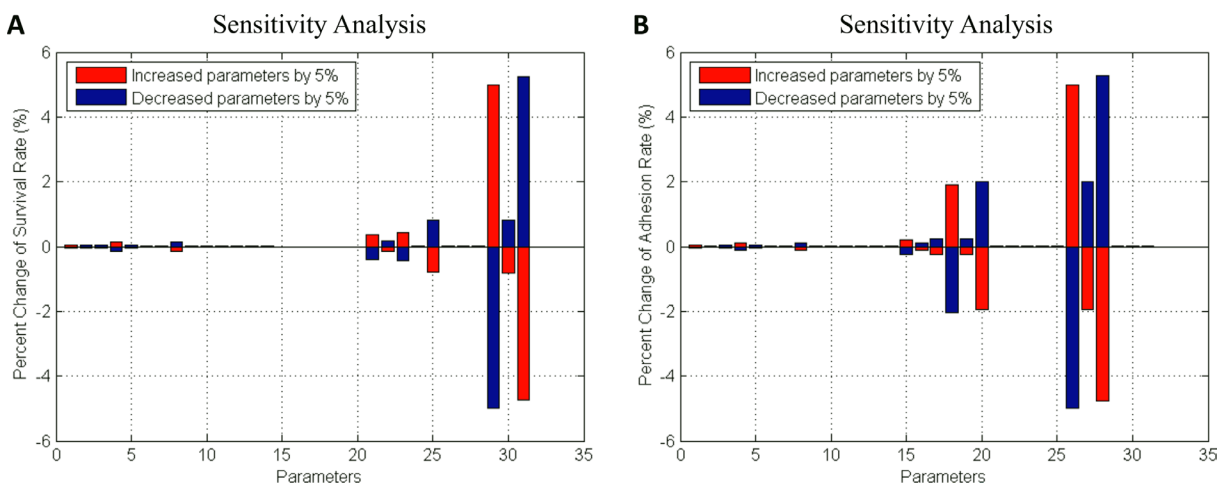 A
Sensitivity Analysis
Increased parameters by 5%
Decreased parameters by 5%
Percent Change of Survival Rate (%)
6
4
2
0
-2
-4
-6
0 5 10 15 20 25 30 35
Parameters
B
Sensitivity Analysis
Increased parameters by 5%
Decreased parameters by 5%
Percent Change of Adhesion Rate (%)
6
4
2
0
-2
-4
-6
0 5 10 15 20 25 30 35
Parameters